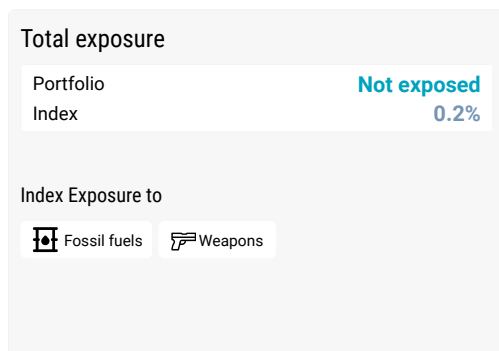 Total exposure
Portfolio Not exposed
Index 0.2%
Index Exposure to
Fossil fuels Weapons